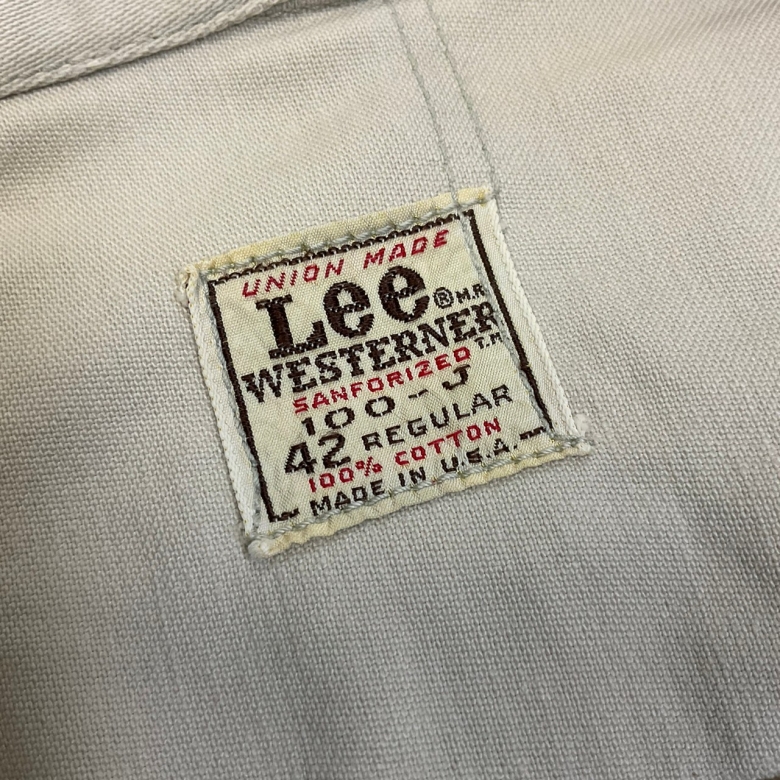 UNION MADE
Lee® M.R.
WESTERNER T.M.
SANFORIZED
100-J
42 REGULAR
100% COTTON
MADE IN U.S.A.